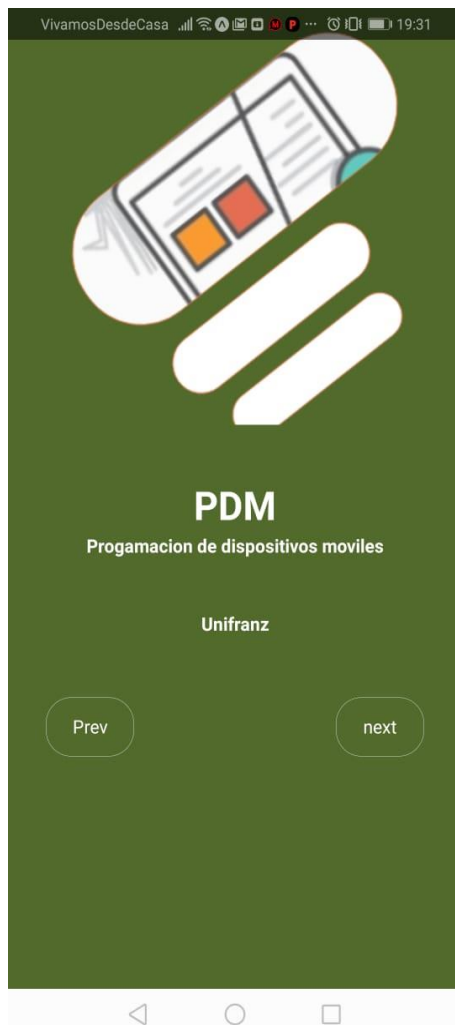 VivamosDesdeCasa 19:31
PDM
Progamacion de dispositivos moviles
Unifranz
Prev next